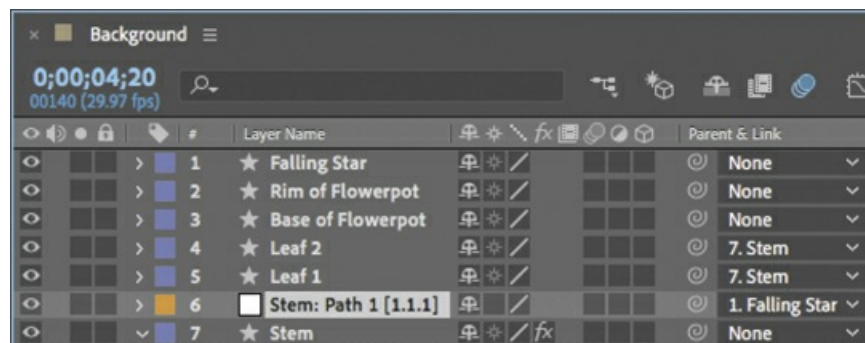 × Background ≡
0;00;04;20
00140 (29.97 fps)
# Layer Name fx Parent & Link
1 ★ Falling Star None
2 ★ Rim of Flowerpot None
3 ★ Base of Flowerpot None
4 ★ Leaf 2 7. Stem
5 ★ Leaf 1 7. Stem
6 Stem: Path 1 [1.1.1] 1. Falling Star
7 ★ Stem fx None